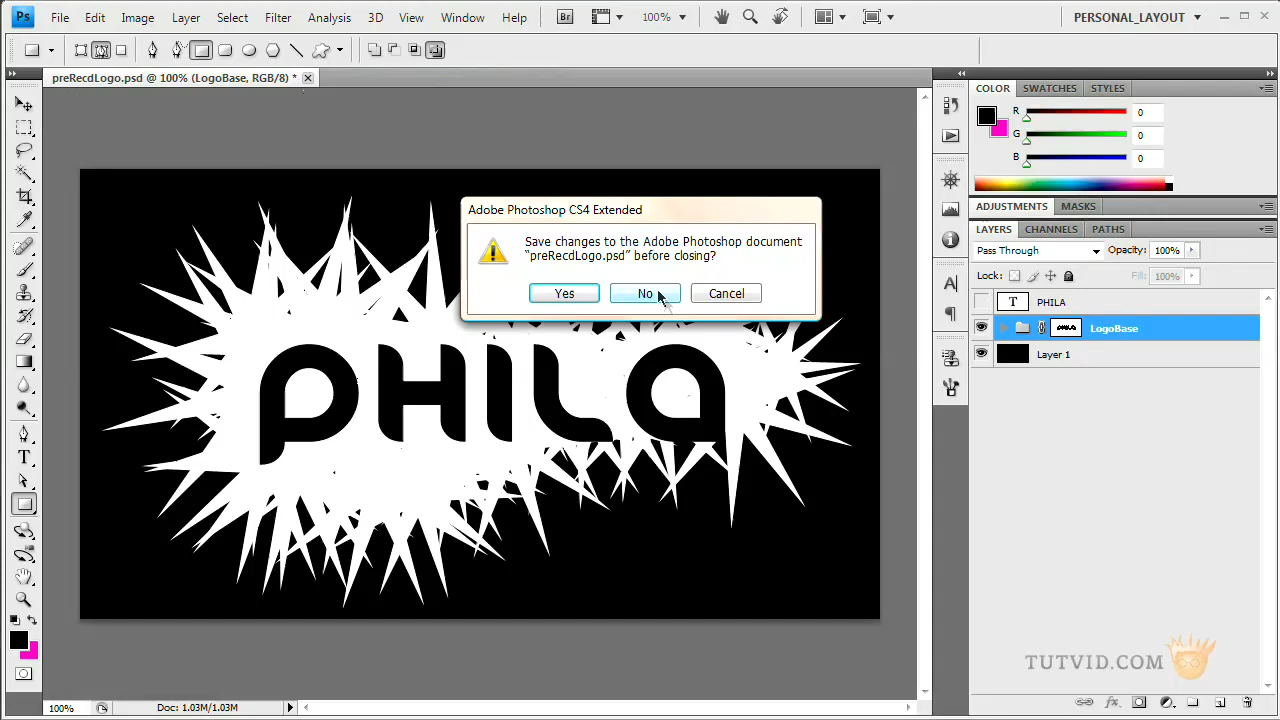 Ps File Edit Image Layer Select Filter Analysis 3D View Window Help Br 100% PERSONAL_LAYOUT
preRecdLogo.psd @ 100% (LogoBase, RGB/8) *
COLOR SWATCHES STYLES
R 0
G 0
B 0
ADJUSTMENTS MASKS
LAYERS CHANNELS PATHS
Pass Through Opacity: 100%
Lock: Fill: 100%
T PHILA
LogoBase
Layer 1
Adobe Photoshop CS4 Extended
Save changes to the Adobe Photoshop document
“preRecdLogo.psd” before closing?
Yes No Cancel
PHILA
TUTVID.COM
100% Doc: 1.03M/1.03M